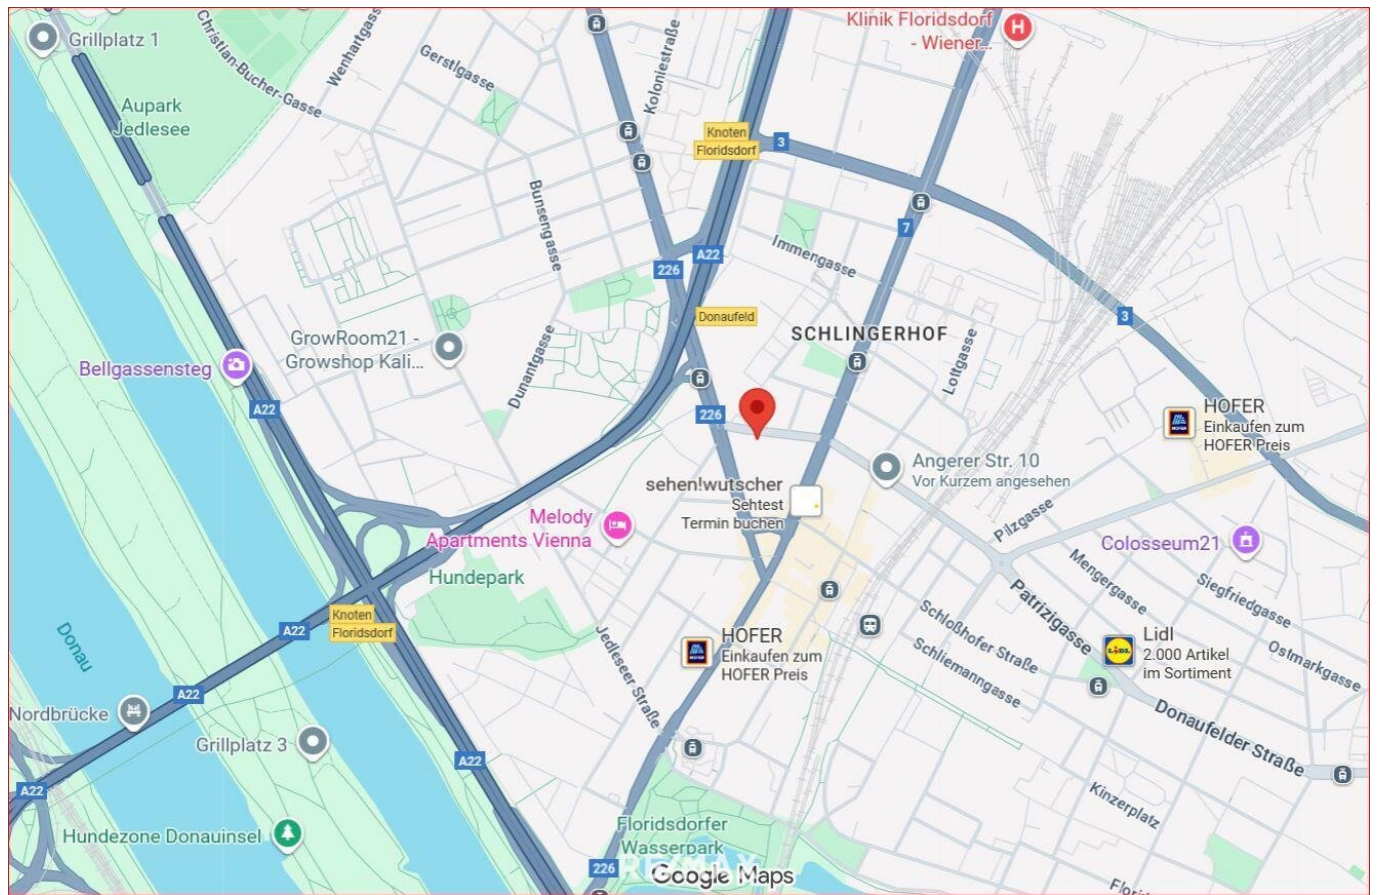 Klinik Floridsdorf
- Wiener...
Grillplatz 1
Christian-Bucher-Gasse
Wenhartgasse
Gerstlgasse
Koloniestraße
Aupark
Jedlesee
Knoten
Floridsdorf
3
Bunsengasse
7
Immengasse
A22
226
Donaufeld
3
SCHLINGERHOF
GrowRoom21 -
Growshop Kali...
Dunantgasse
Lottgasse
Bellgassensteg
A22
226
HOFER
Einkaufen zum
HOFER Preis
Angerer Str. 10
Vor Kurzem angesehen
sehen!wutscher
Sehtest
Termin buchen
Pilzgasse
Melody
Apartments Vienna
Colosseum21
Hundepark
Mengergasse
Siegfriedgasse
Patrizigasse
Knoten
Floridsdorf
A22
Donau
Schloßhofer Straße
Schliemanngasse
Jedleseer Straße
HOFER
Einkaufen zum
HOFER Preis
Lidl
2.000 Artikel
im Sortiment
Ostmarkgasse
A22
Nordbrücke
Grillplatz 3
Donaufelder Straße
A22
A22
Kinzerplatz
Hundezone Donauinsel
Floridsdorfer
Wasserpark
226
RE/MAX
Google Maps